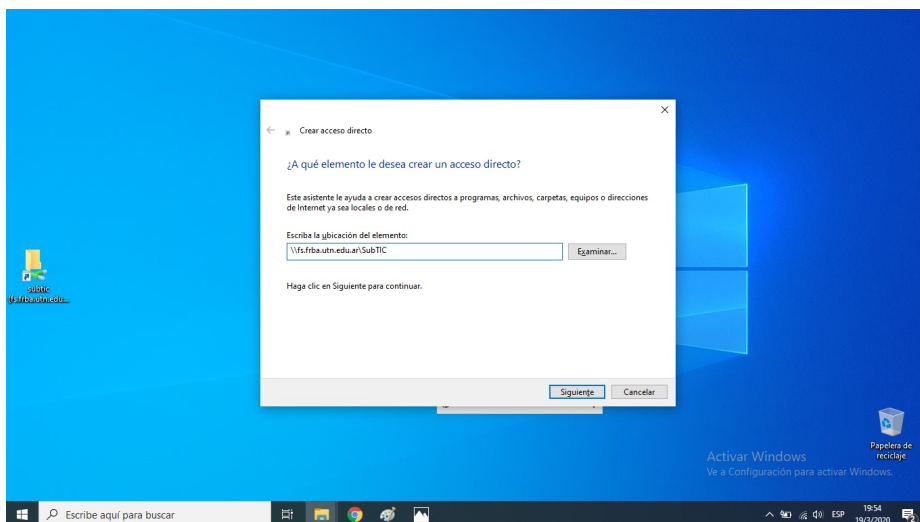 Crear acceso directo
¿A qué elemento le desea crear un acceso directo?
Este asistente le ayuda a crear accesos directos a programas, archivos, carpetas, equipos o direcciones
de Internet ya sea locales o de red.
Escriba la ubicación del elemento:
\\fs.frba.utn.edu.ar\SubTIC
Examinar...
Haga clic en Siguiente para continuar.
Siguiente
Cancelar
subtic
(fs.frba.utn.edu...
Papelera de
reciclaje
Activar Windows
Ve a Configuración para activar Windows.
Escribe aquí para buscar
ESP
19:54
19/3/2020